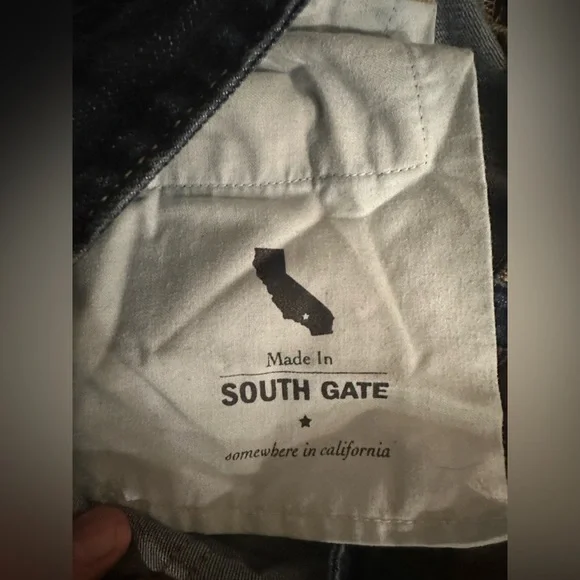 Made In
SOUTH GATE
somewhere in california